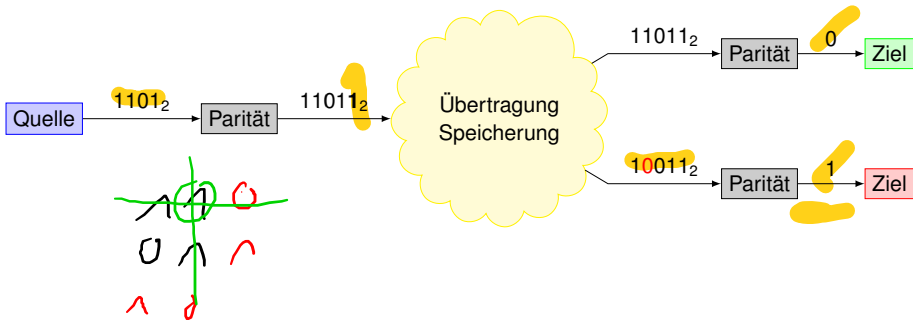 11011₂ 0
Parität Ziel
1101₂ 11011₂
Quelle Parität
Übertragung
Speicherung
10011₂ 1
Parität Ziel
1 1 0
0 1 1
1 0